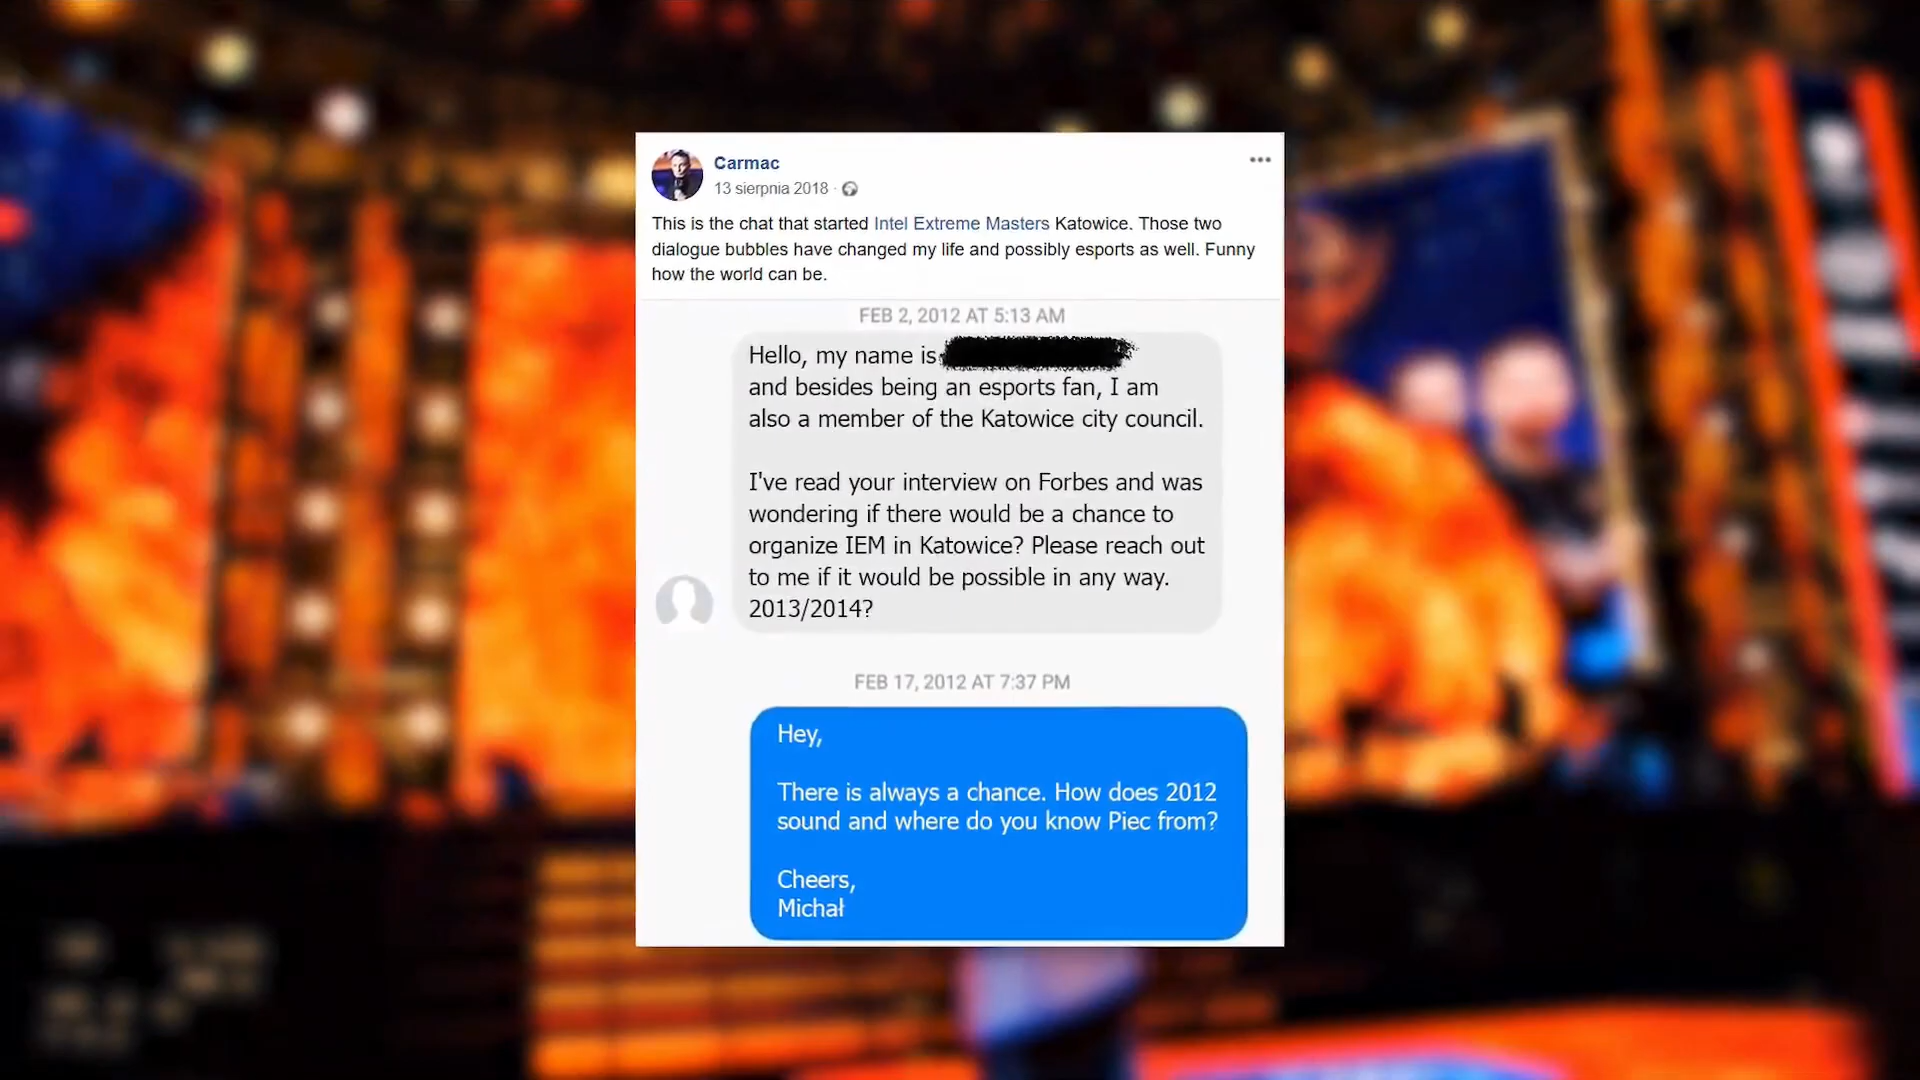 Carmac
13 sierpnia 2018 ·
This is the chat that started Intel Extreme Masters Katowice. Those two
dialogue bubbles have changed my life and possibly esports as well. Funny
how the world can be.
FEB 2, 2012 AT 5:13 AM
Hello, my name is
and besides being an esports fan, I am
also a member of the Katowice city council.
I've read your interview on Forbes and was
wondering if there would be a chance to
organize IEM in Katowice? Please reach out
to me if it would be possible in any way.
2013/2014?
FEB 17, 2012 AT 7:37 PM
Hey,
There is always a chance. How does 2012
sound and where do you know Piec from?
Cheers,
Michał